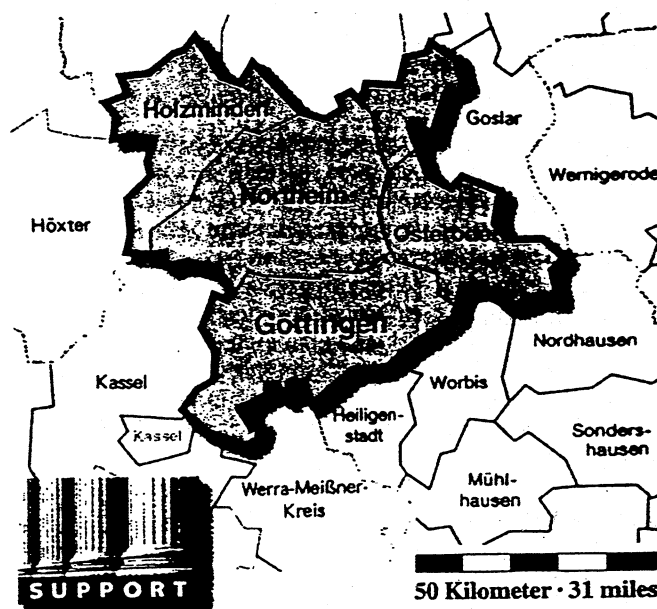 Holzminden
Goslar
Wernigerode
Northeim
Höxter
Osterode
Göttingen
Nordhausen
Kassel
Worbis
Heiligen-
stadt
Kassel
Sonders-
hausen
Werra-Meißner-
Kreis
Mühl-
hausen
SUPPORT
50 Kilometer · 31 miles